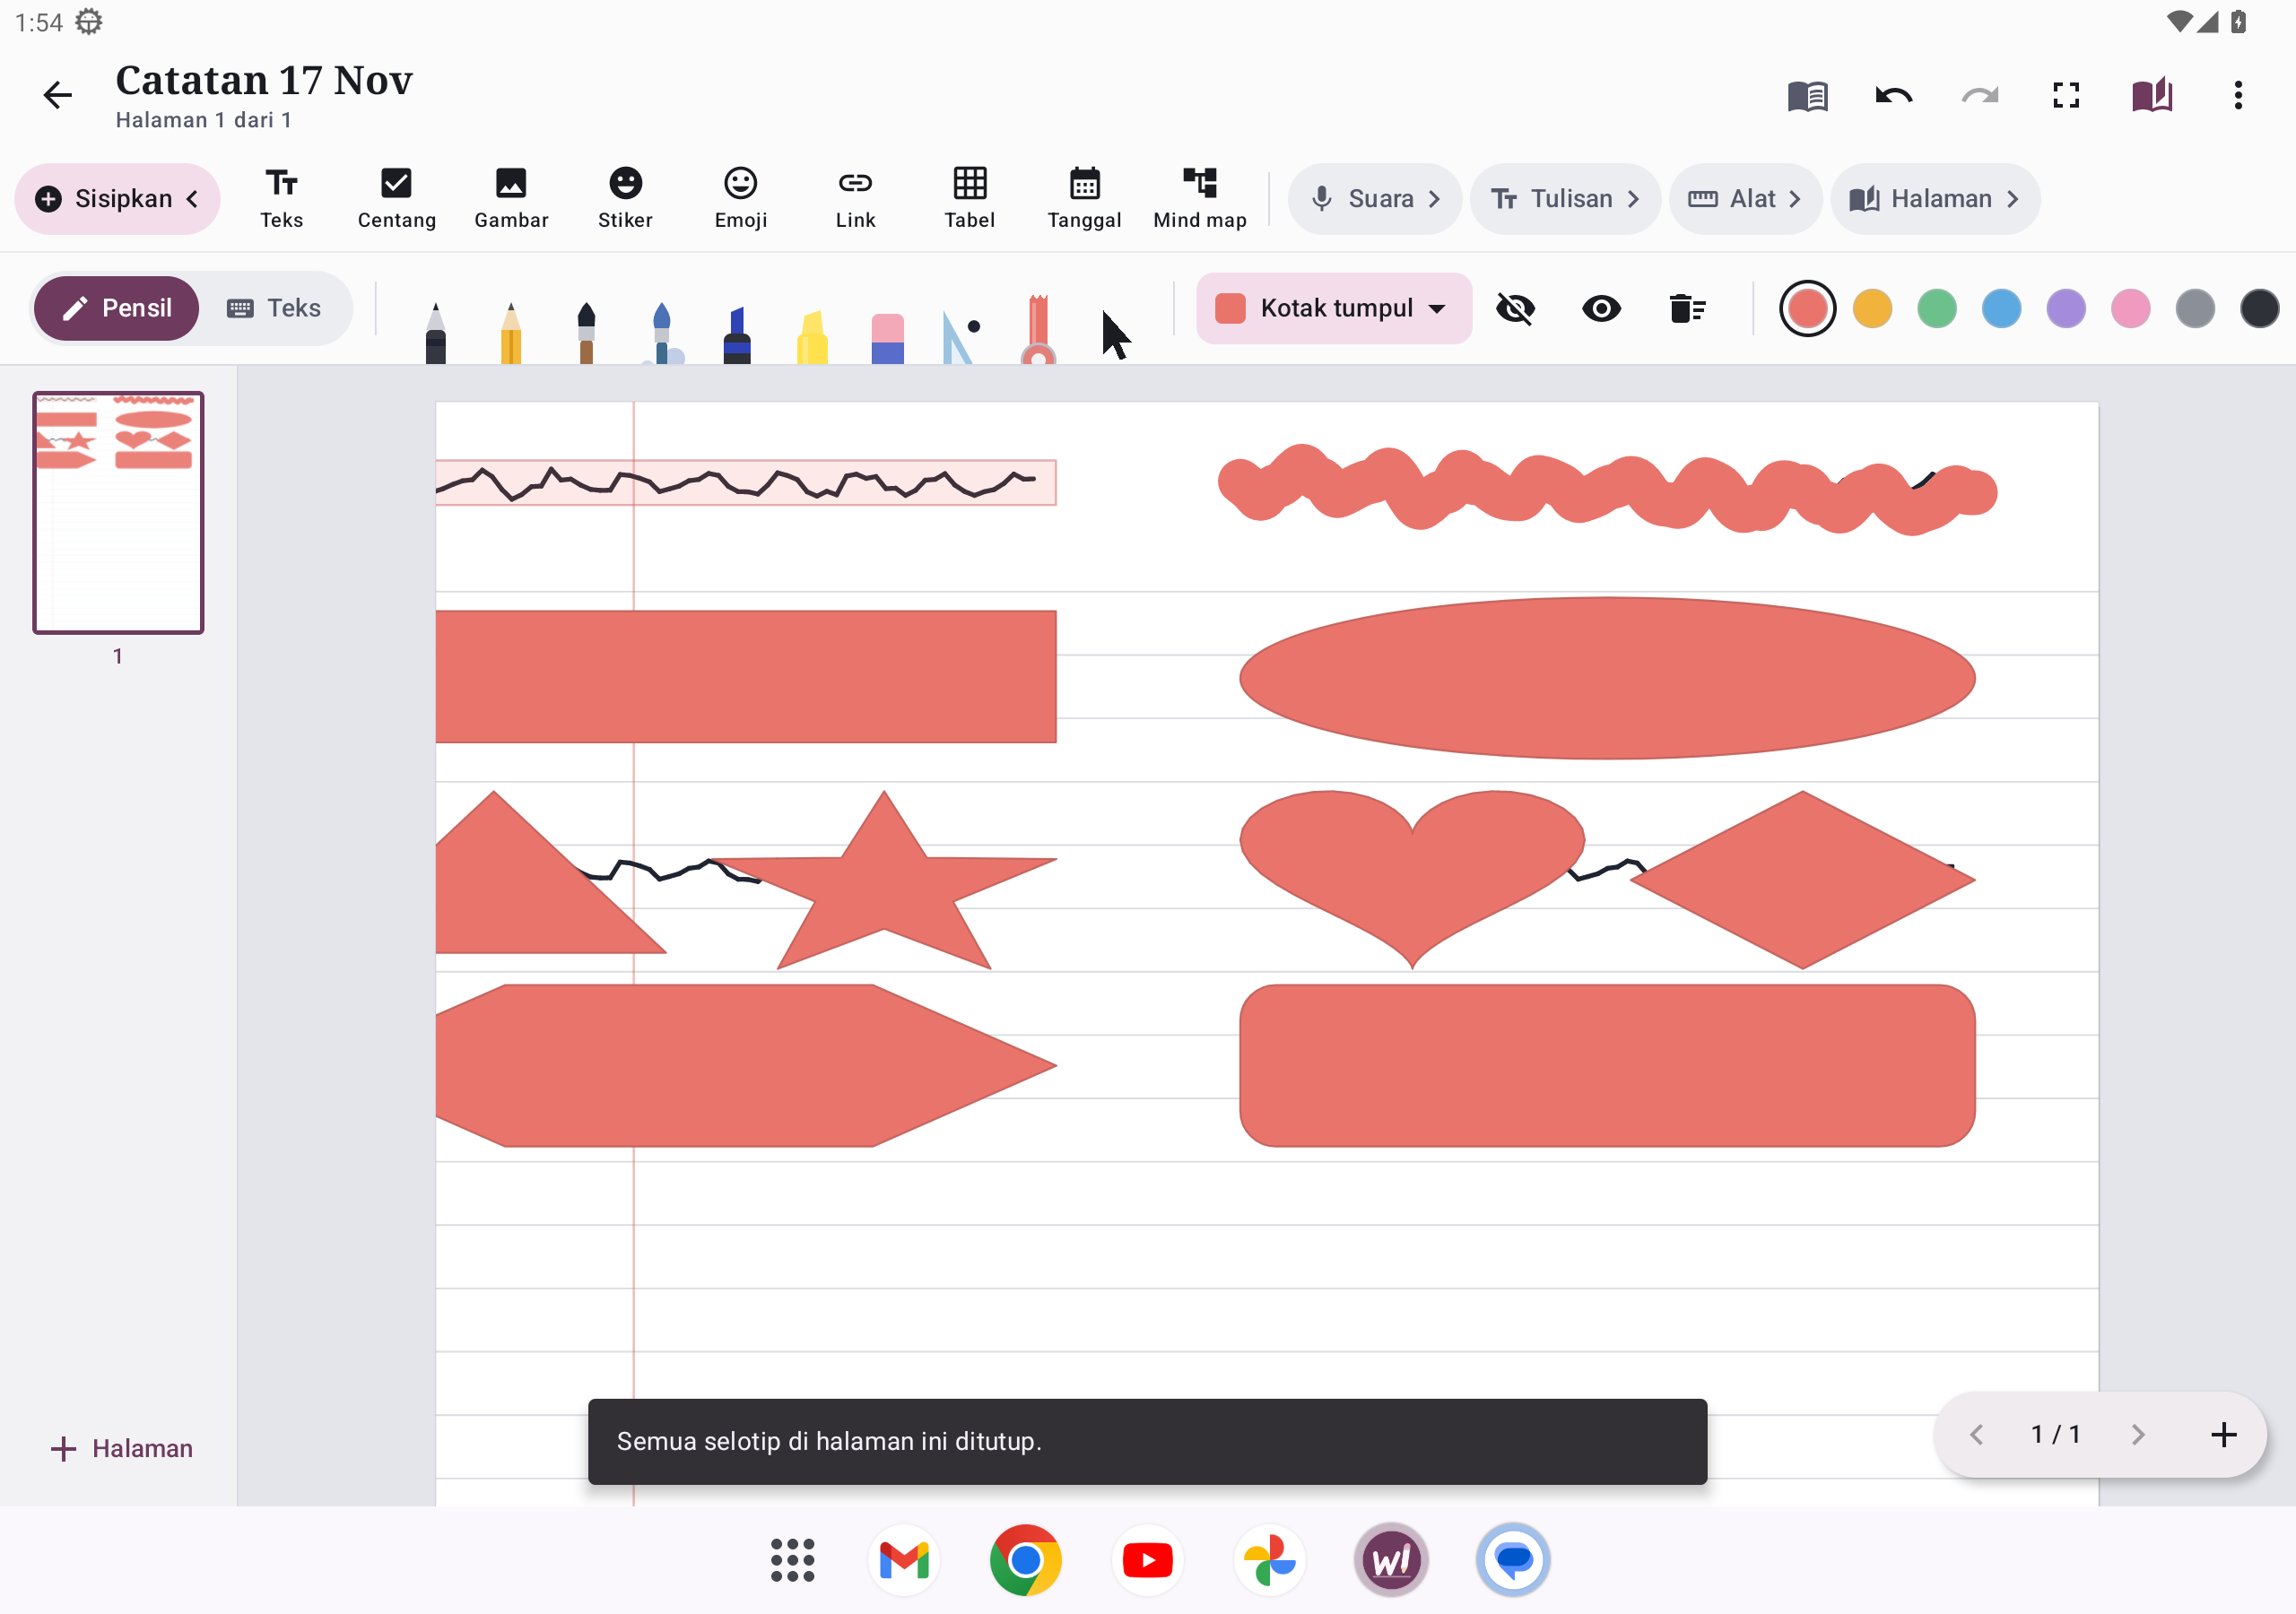 1:54
Catatan 17 Nov
Halaman 1 dari 1
Sisipkan
Teks
Centang
Gambar
Stiker
Emoji
Link
Tabel
Tanggal
Mind map
Suara
Tulisan
Alat
Halaman
Pensil
Teks
Kotak tumpul
1
Semua selotip di halaman ini ditutup.
Halaman
1 / 1